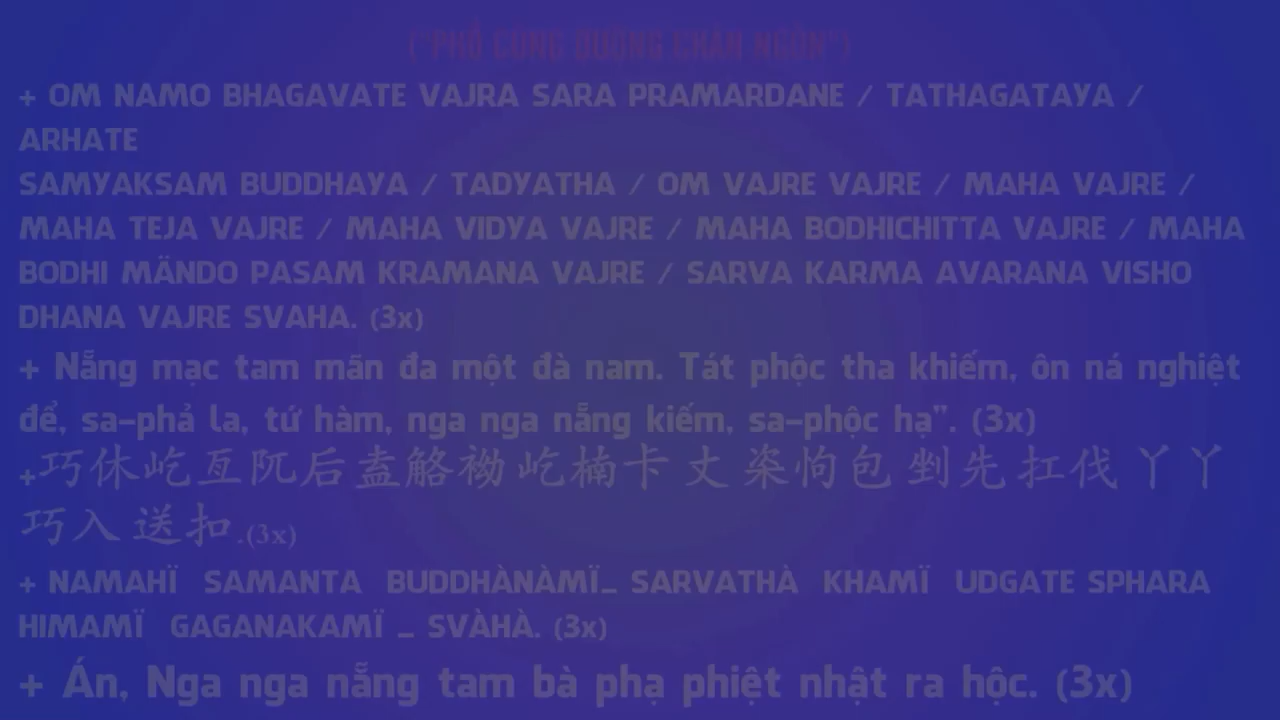 ("PHỔ CÚNG DƯỜNG CHÂN NGÔN")
+ OM NAMO BHAGAVATE VAJRA SARA PRAMARDANE / TATHAGATAYA /
ARHATE
SAMYAKSAM BUDDHAYA / TADYATHA / OM VAJRE VAJRE / MAHA VAJRE /
MAHA TEJA VAJRE / MAHA VIDYA VAJRE / MAHA BODHICHITTA VAJRE / MAHA
BODHI MÄNDO PASAM KRAMANA VAJRE / SARVA KARMA AVARANA VISHO
DHANA VAJRE SVAHA. (3x)
+ Nẵng mạc tam mãn đa một đà nam. Tát phộc tha khiếm, ôn ná nghiệt
để, sa-phả la, tứ hàm, nga nga nẵng kiếm, sa-phộc hạ". (3x)
+巧休屹亙阢后盍觡袎屹楠卡丈姿怐包剉先扛伐丫丫
巧入送扣.(3x)
+ NAMAHÏ SAMANTA BUDDHÀNÀMÏ_ SARVATHÀ KHAMÏ UDGATE SPHARA
HIMAMÏ GAGANAKAMÏ _ SVÀHÀ. (3x)
+ Án, Nga nga nẵng tam bà phạ phiệt nhật ra hộc. (3x)